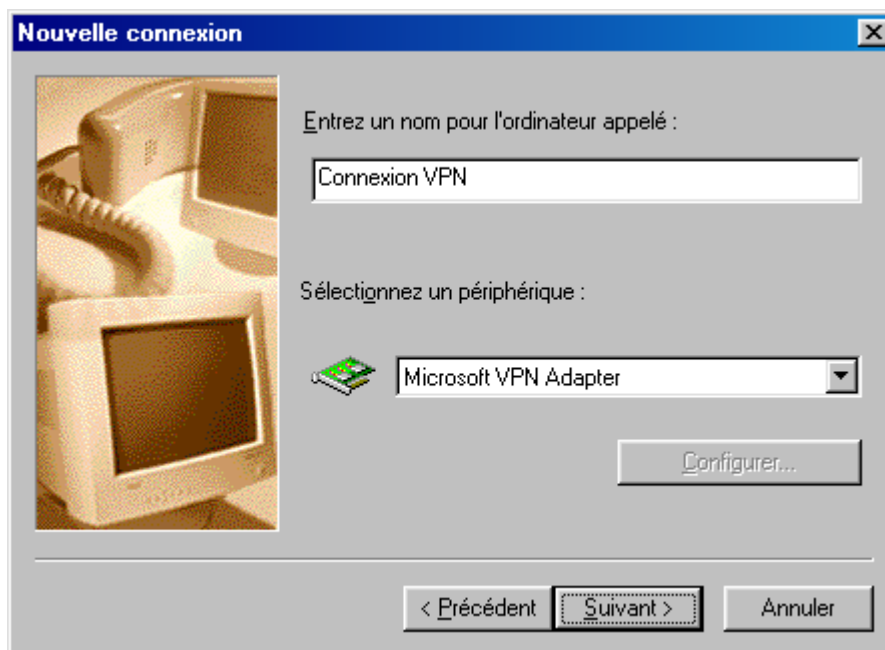 Nouvelle connexion
Entrez un nom pour l'ordinateur appelé :
Connexion VPN
Sélectionnez un périphérique :
Microsoft VPN Adapter
Configurer...
< Précédent
Suivant >
Annuler